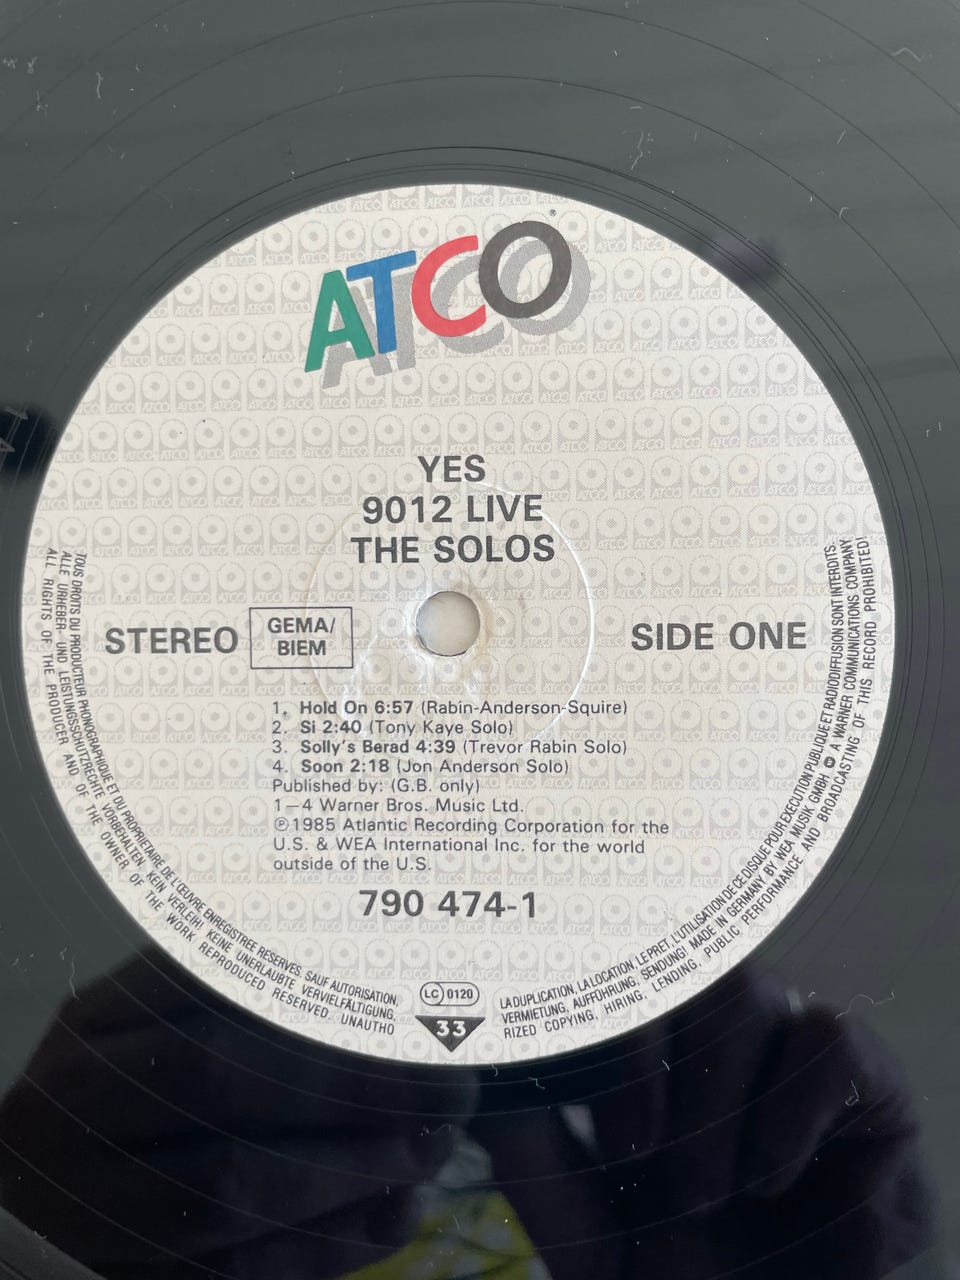 ATCO®
YES
9012 LIVE
THE SOLOS
STEREO
GEMA/
BIEM
SIDE ONE
1. Hold On 6:57 (Rabin-Anderson-Squire)
2. Si 2:40 (Tony Kaye Solo)
3. Solly's Berad 4:39 (Trevor Rabin Solo)
4. Soon 2:18 (Jon Anderson Solo)
Published by: (G.B. only)
1—4 Warner Bros. Music Ltd.
℗1985 Atlantic Recording Corporation for the
U.S. & WEA International Inc. for the world
outside of the U.S.
790 474-1
LC 0120
33
TOUS DROITS DU PRODUCTEUR PHONOGRAPHIQUE ET DU PROPRIETAIRE DE L'ŒUVRE ENREGISTREE RESERVES. SAUF AUTORISATION, LA DUPLICATION, LA LOCATION, LE PRET, L'UTILISATION DE CE DISQUE POUR EXECUTION PUBLIQUE ET RADIODIFFUSION SONT INTERDITS.
ALLE URHEBER- UND LEISTUNGSSCHUTZRECHTE VORBEHALTEN. KEIN VERLEIH! KEINE UNERLAUBTE VERVIELFÄLTIGUNG, VERMIETUNG, AUFFÜHRUNG, SENDUNG! MADE IN GERMANY BY WEA MUSIK GMBH A WARNER COMMUNICATIONS COMPANY
ALL RIGHTS OF THE PRODUCER AND OF THE OWNER OF THE WORK REPRODUCED RESERVED. UNAUTHORIZED COPYING, HIRING, LENDING, PUBLIC PERFORMANCE AND BROADCASTING OF THIS RECORD PROHIBITED!